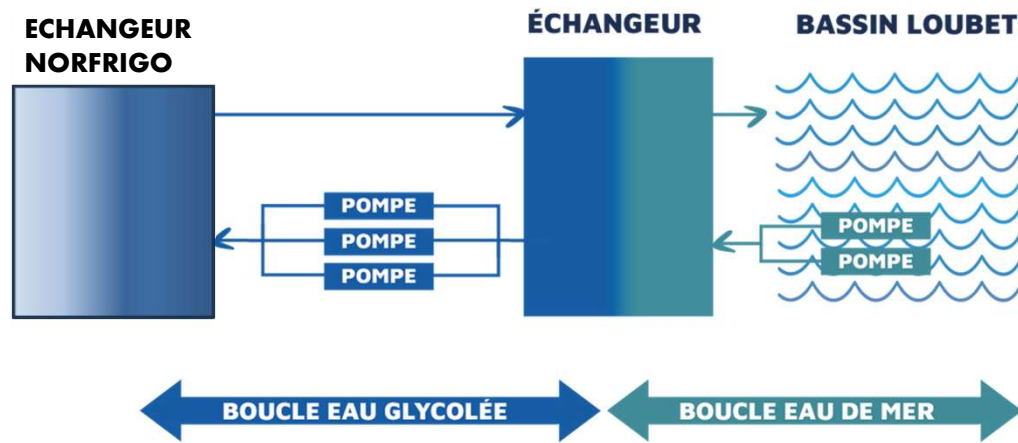 ECHANGEUR
NORFRIGO
ÉCHANGEUR
BASSIN LOUBET
POMPE
POMPE
POMPE
POMPE
POMPE
BOUCLE EAU GLYCOLÉE
BOUCLE EAU DE MER